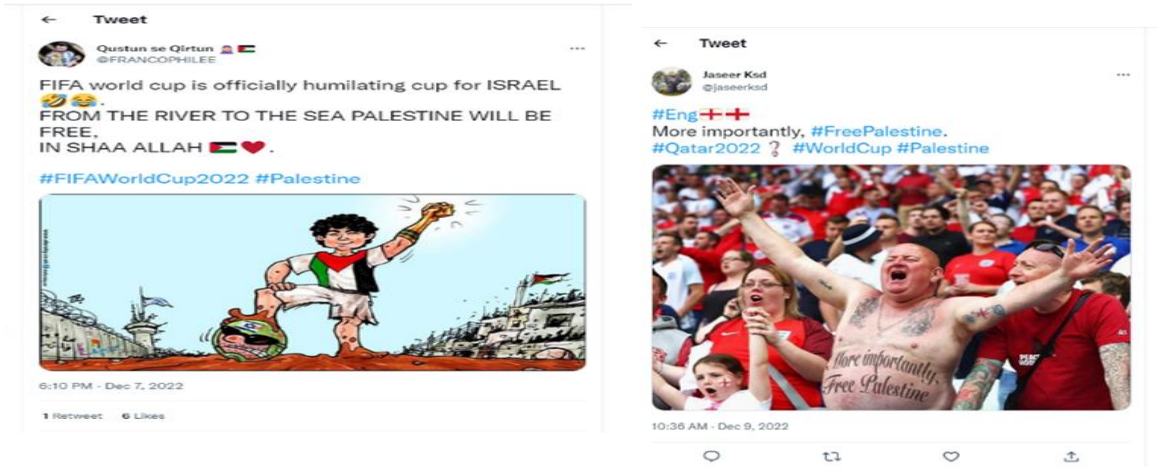 Tweet
Qustun se Qirtun
@FRANCOPHILEE
FIFA world cup is officially humilating cup for ISRAEL
🤣😂.
FROM THE RIVER TO THE SEA PALESTINE WILL BE
FREE,
IN SHAA ALLAH 🇵🇸❤️.
#FIFAWorldCup2022 #Palestine
6:10 PM - Dec 7, 2022
1 Retweet 6 Likes
Tweet
Jaseer Ksd
@jaseerksd
#Eng
More importantly, #FreePalestine.
#Qatar2022 #WorldCup #Palestine
More importantly,
Free Palestine
10:36 AM - Dec 9, 2022